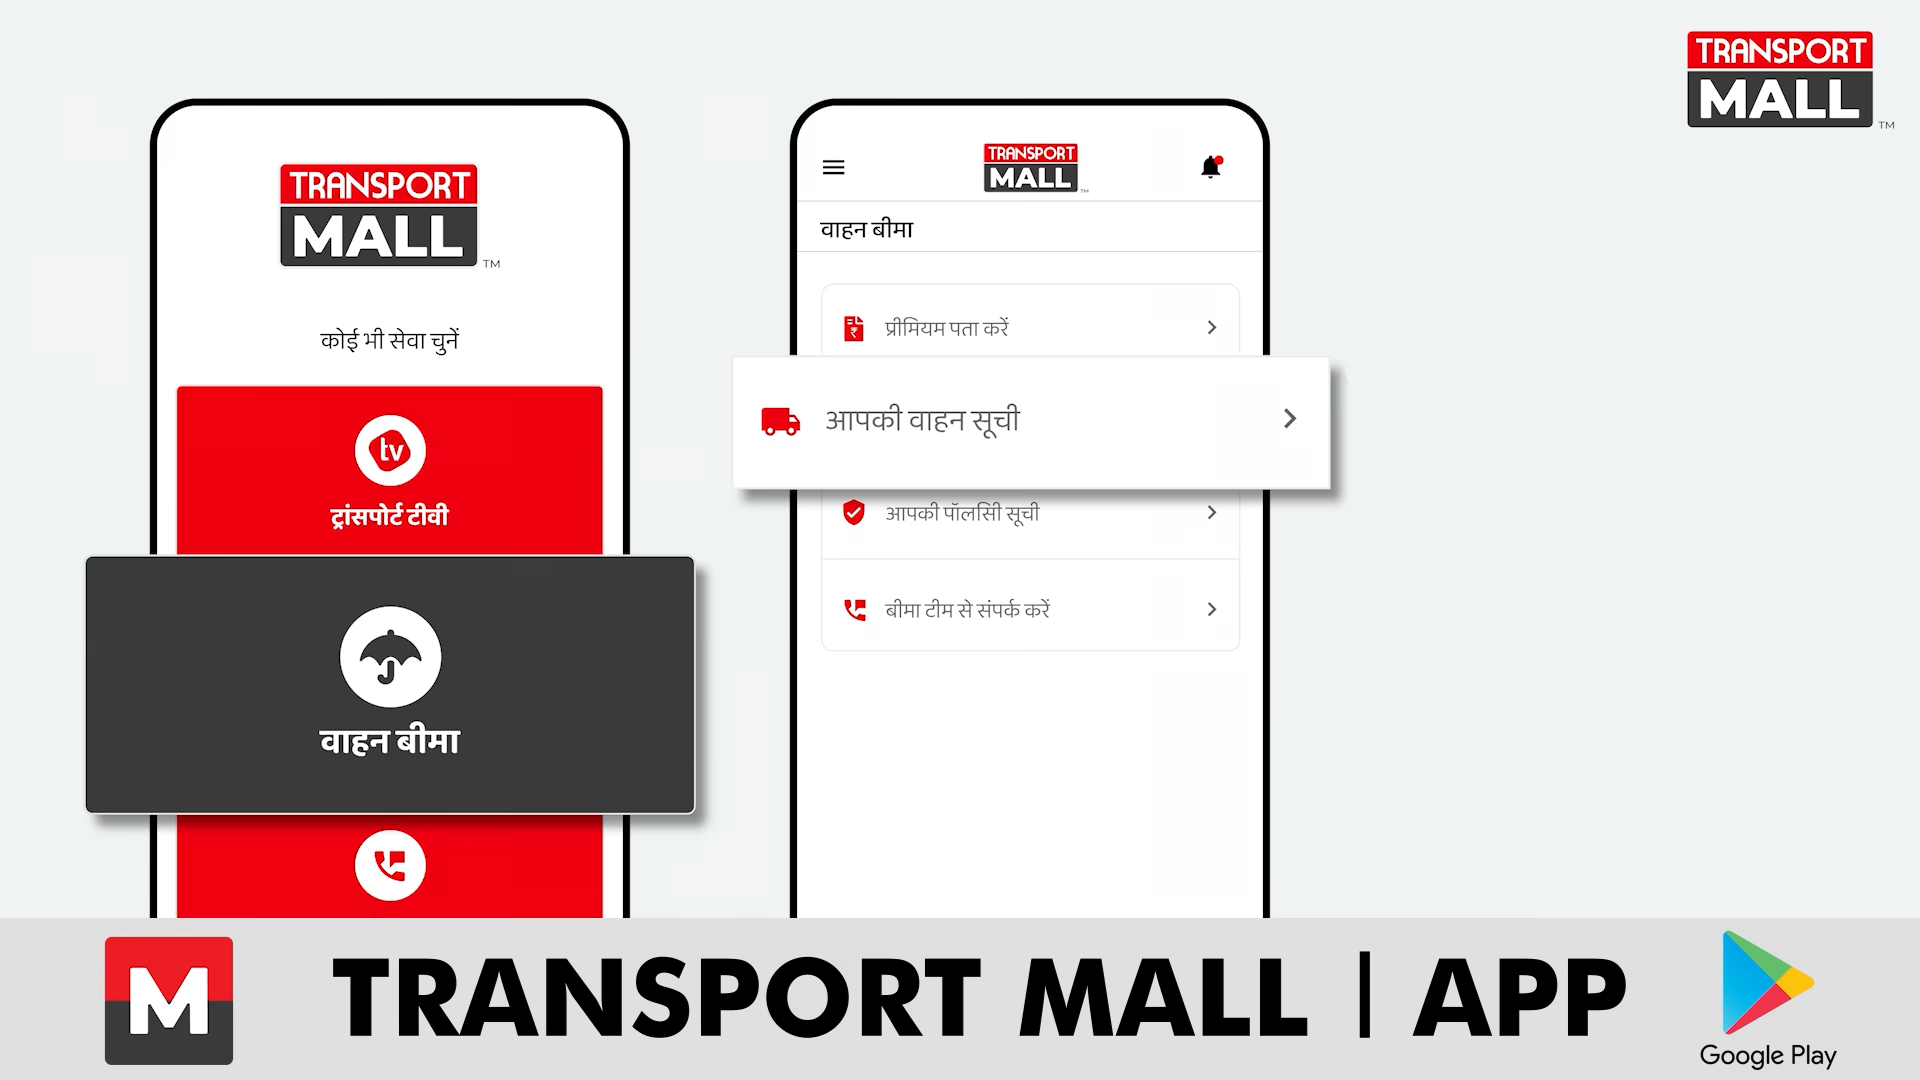 TRANSPORT
MALL
TM
TRANSPORT
MALL
TM
कोई भी सेवा चुनें
tv
ट्रांसपोर्ट टीवी
वाहन बीमा
TRANSPORT
MALL
TM
वाहन बीमा
प्रीमियम पता करें
आपकी वाहन सूची
आपकी पॉलसिी सूची
बीमा टीम से संपर्क करें
M
TRANSPORT MALL | APP
Google Play